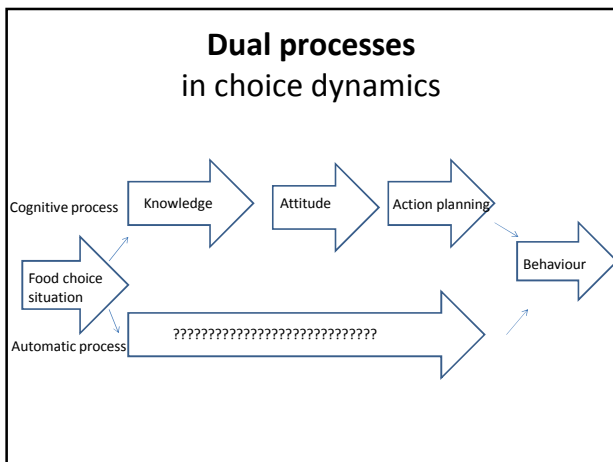 Dual processes
in choice dynamics
Cognitive process
Knowledge
Attitude
Action planning
Food choice
situation
Behaviour
Automatic process
?????????????????????????????